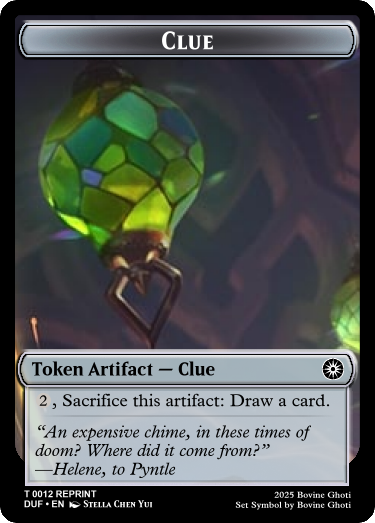 CLUE
Token Artifact — Clue
2 , Sacrifice this artifact: Draw a card.
“An expensive chime, in these times of
doom? Where did it come from?”
—Helene, to Pyntle
T 0012 REPRINT
DUF • EN STELLA CHEN YUI
2025 Bovine Ghoti
Set Symbol by Bovine Ghoti